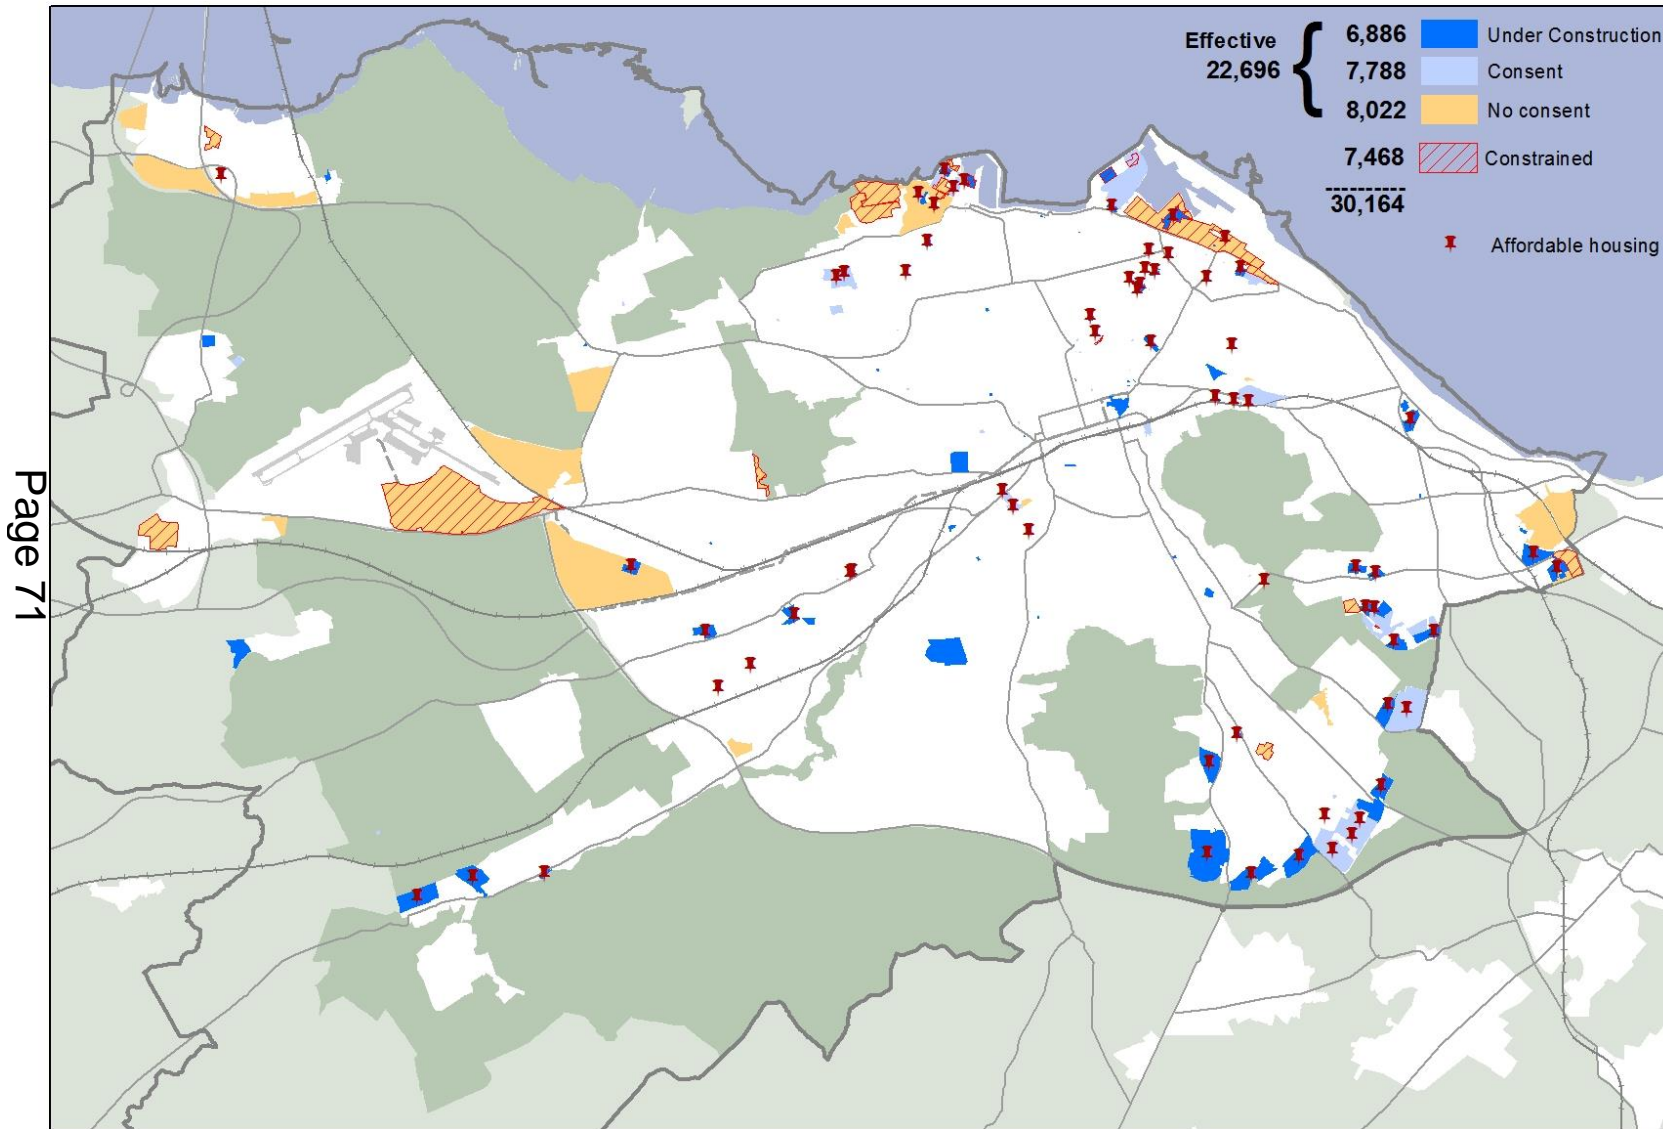 6,886 Under Construction
Effective
22,696 { 7,788 Consent
8,022 No consent
7,468 Constrained
----------
30,164
Affordable housing
Page 71